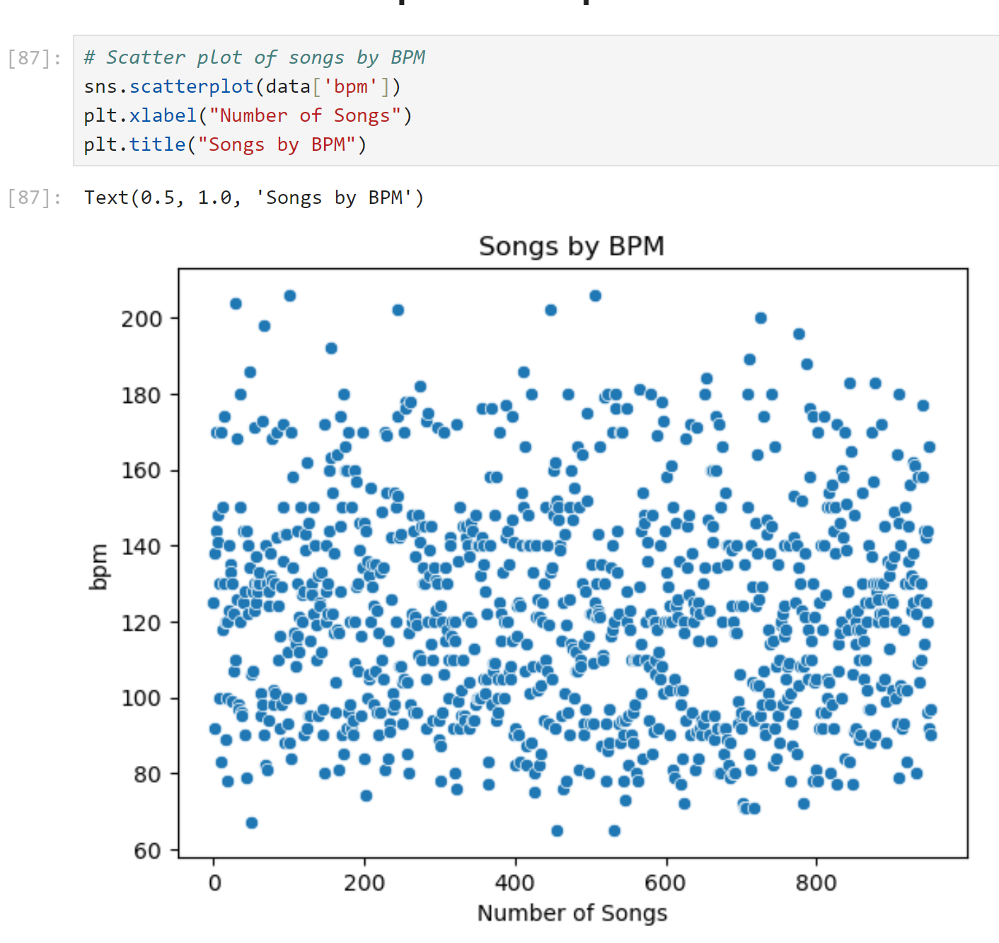 [87]: # Scatter plot of songs by BPM
sns.scatterplot(data['bpm'])
plt.xlabel("Number of Songs")
plt.title("Songs by BPM")
[87]: Text(0.5, 1.0, 'Songs by BPM')
Songs by BPM
200
180
160
140
120
100
80
60
bpm
0 200 400 600 800
Number of Songs